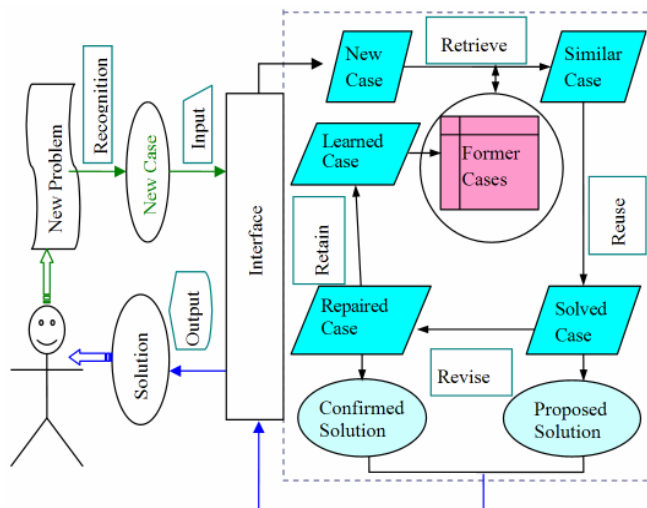 New Problem
Recognition
New Case
Input
Interface
Output
Solution
New
Case
Retrieve
Similar
Case
Learned
Case
Former
Cases
Reuse
Retain
Repaired
Case
Solved
Case
Revise
Confirmed
Solution
Proposed
Solution